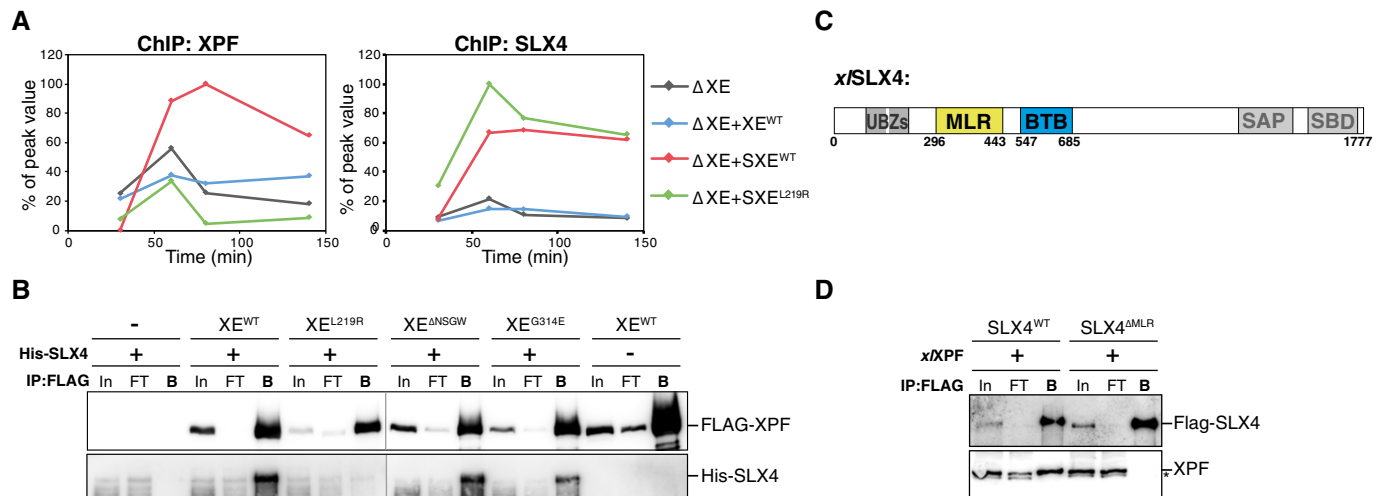 A
ChIP: XPF
120
100
80
60
40
20
0
% of peak value
0 50 100 150
Time (min)
ChIP: SLX4
120
100
80
60
40
20
0
0
% of peak value
0 50 100 150
Time (min)
ΔXE
ΔXE+XE^WT
ΔXE+SXE^WT
ΔXE+SXE^L219R
C
xlSLX4:
UBZs MLR BTB SAP SBD
0 296 443 547 685 1777
B
- XE^WT XE^L219R XE^ΔNSGW XE^G314E XE^WT
His-SLX4 + + + + + -
IP:FLAG In FT B In FT B In FT B In FT B In FT B In FT B
FLAG-XPF
His-SLX4
D
SLX4^WT SLX4^ΔMLR
xlXPF + +
IP:FLAG In FT B In FT B
Flag-SLX4
XPF
*